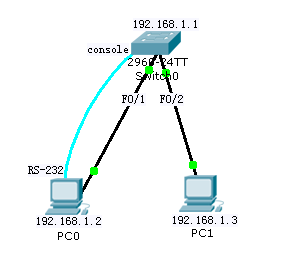 192.168.1.1
console
2960-24TT
Switch0
F0/1
F0/2
RS-232
192.168.1.2
PC0
192.168.1.3
PC1